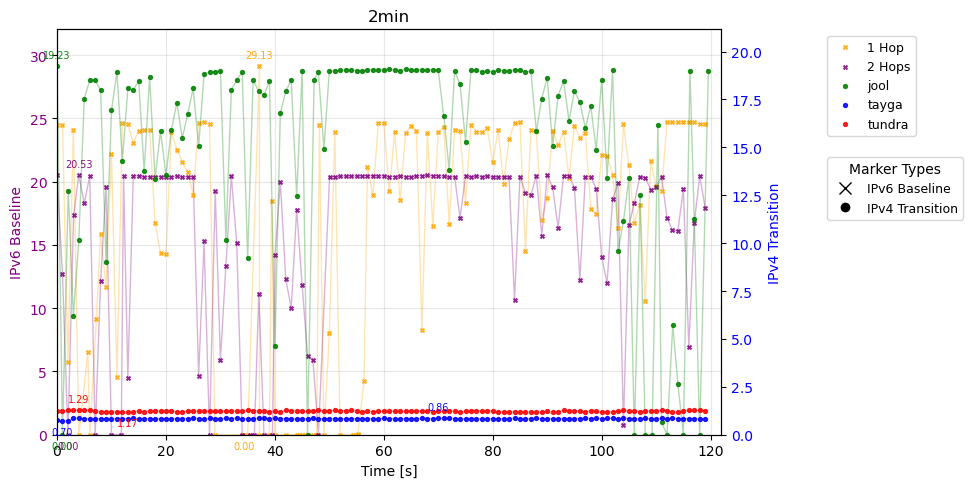 2min
19.23
29.13
20.53
1.29
1.17
0.86
0.70
0.00
0.00
30
25
20
15
10
5
0
IPv6 Baseline
20.0
17.5
15.0
12.5
10.0
7.5
5.0
2.5
0.0
IPv4 Transition
0
20
40
60
80
100
120
Time [s]
1 Hop
2 Hops
jool
tayga
tundra
Marker Types
IPv6 Baseline
IPv4 Transition